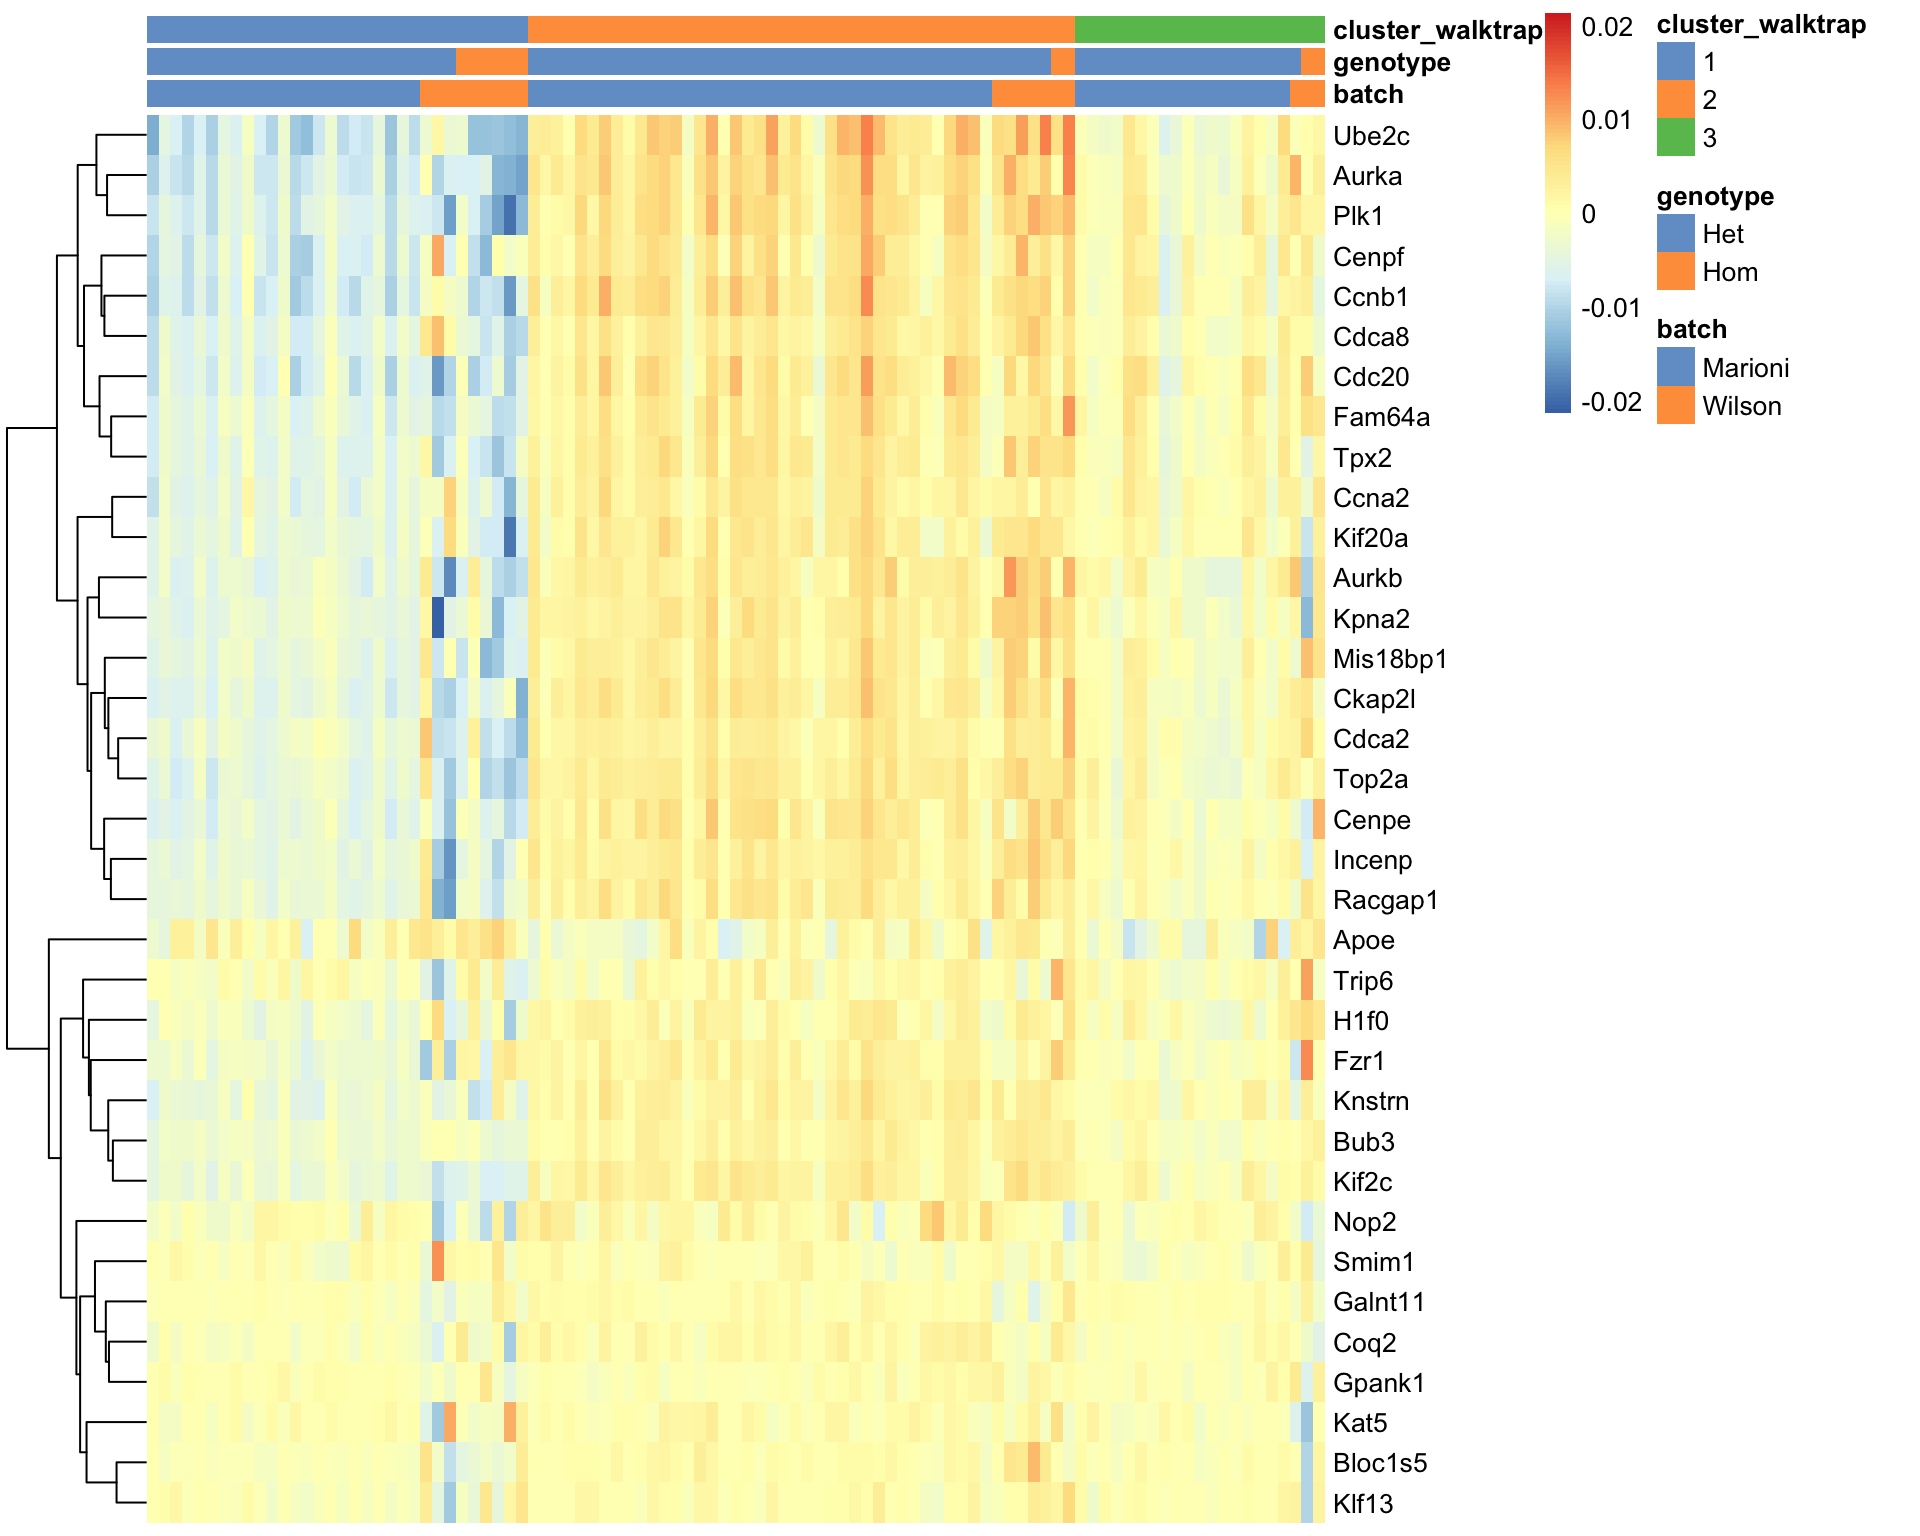 cluster_walktrap
genotype
batch
Ube2c
Aurka
Plk1
Cenpf
Ccnb1
Cdca8
Cdc20
Fam64a
Tpx2
Ccna2
Kif20a
Aurkb
Kpna2
Mis18bp1
Ckap2l
Cdca2
Top2a
Cenpe
Incenp
Racgap1
Apoe
Trip6
H1f0
Fzr1
Knstrn
Bub3
Kif2c
Nop2
Smim1
Galnt11
Coq2
Gpank1
Kat5
Bloc1s5
Klf13
0.02
0.01
0
-0.01
-0.02
cluster_walktrap
1
2
3
genotype
Het
Hom
batch
Marioni
Wilson